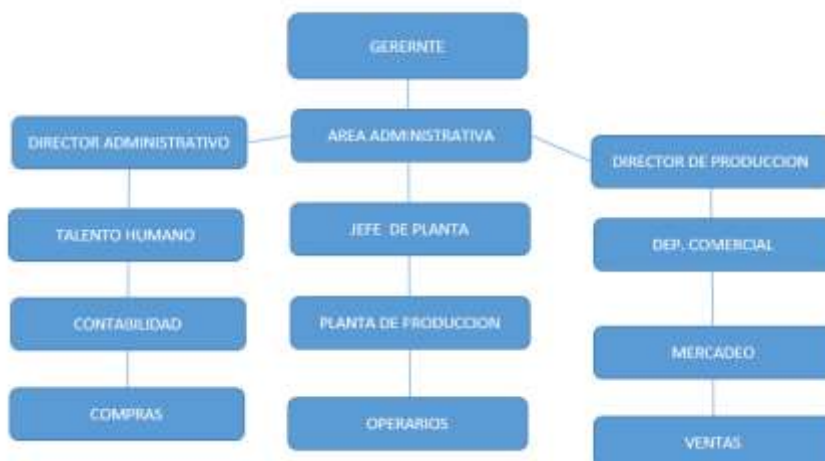 GERERNTE
DIRECTOR ADMINISTRATIVO
AREA ADMINISTRATIVA
DIRECTOR DE PRODUCCION
TALENTO HUMANO
JEFE DE PLANTA
DEP. COMERCIAL
CONTABILIDAD
PLANTA DE PRODUCCION
MERCADEO
COMPRAS
OPERARIOS
VENTAS